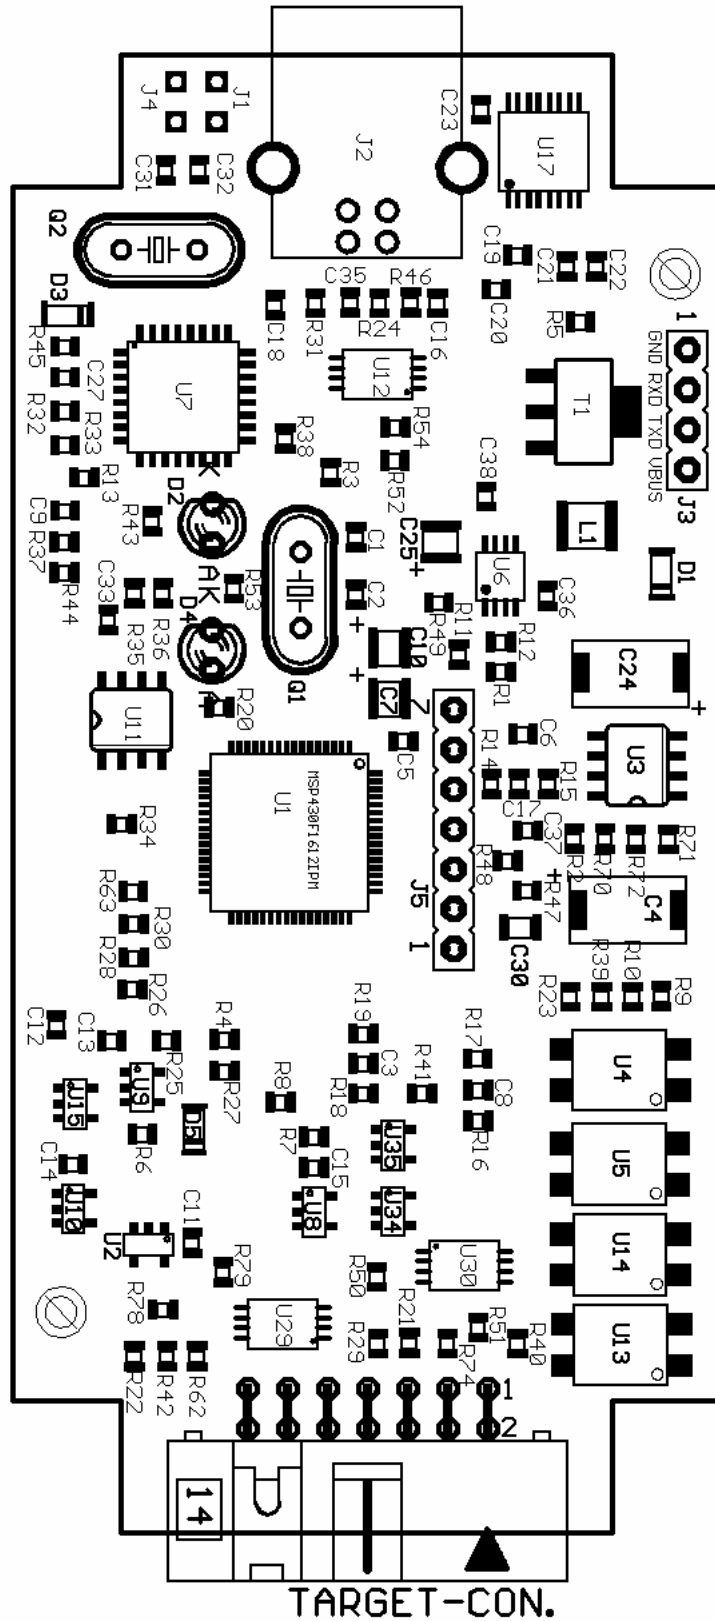 J4
J1
C31
C32
J2
C23
U17
Q2
D3
C19
C21
C22
C20
R5
1
C35
R46
C18
R31
R24
C16
U12
R45
C27
R32
R33
U7
GND RXD TXD VBUS
J3
T1
R38
R54
R3
R52
C38
R13
K
D2
C9
R37
R43
R44
A
C1
C25
+
L1
U6
D1
C33
R35
R36
K
R53
D4
C2
R49
R11
C36
R12
R1
+
C10
+
C7
Q1
C24
+
U11
R20
7
C5
C6
U3
R14
C17
R15
U1
MSP430F1612IPM
R34
C37
R2
R70
R72
R71
R48
R47
+
C4
J5
1
C30
R63
R30
R28
R26
R23
R39
R10
R9
C12
C13
R25
R4
R27
R19
C3
R18
R41
R17
C8
R16
U4
U15
U9
R6
D5
R8
R7
C15
U35
U5
C14
U10
U2
C11
U8
U34
R79
R50
U30
U14
R78
U29
R29
R21
R74
R51
R40
U13
R22
R42
R62
1
2
14
TARGET-CON.